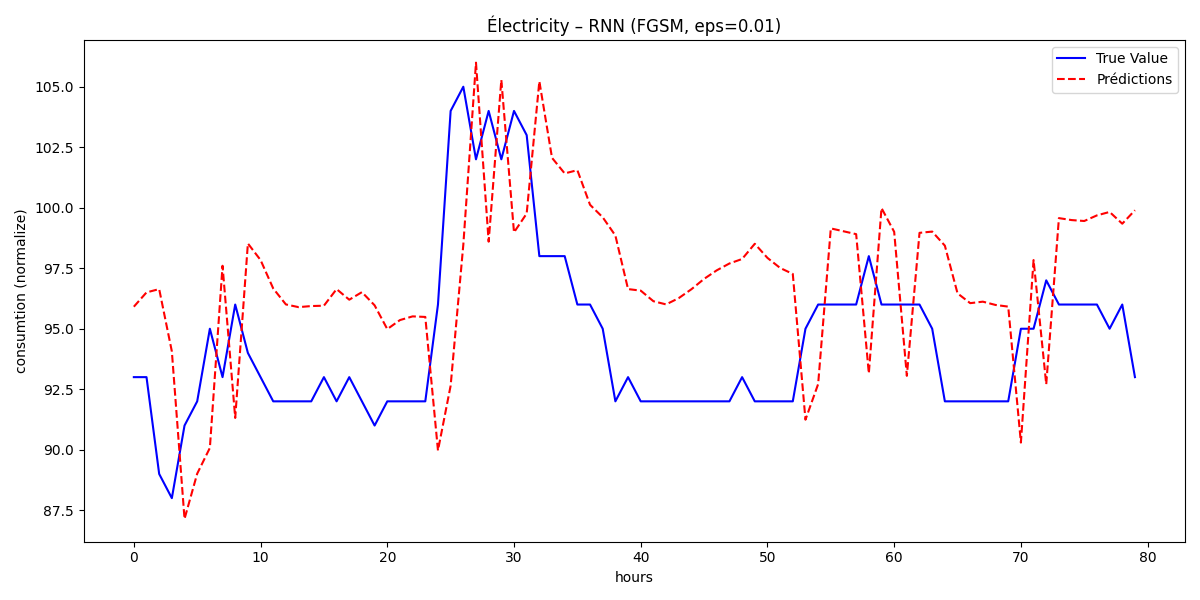 Électricity – RNN (FGSM, eps=0.01)
True Value
Prédictions
consumtion (normalize)
105.0
102.5
100.0
97.5
95.0
92.5
90.0
87.5
0 10 20 30 40 50 60 70 80
hours